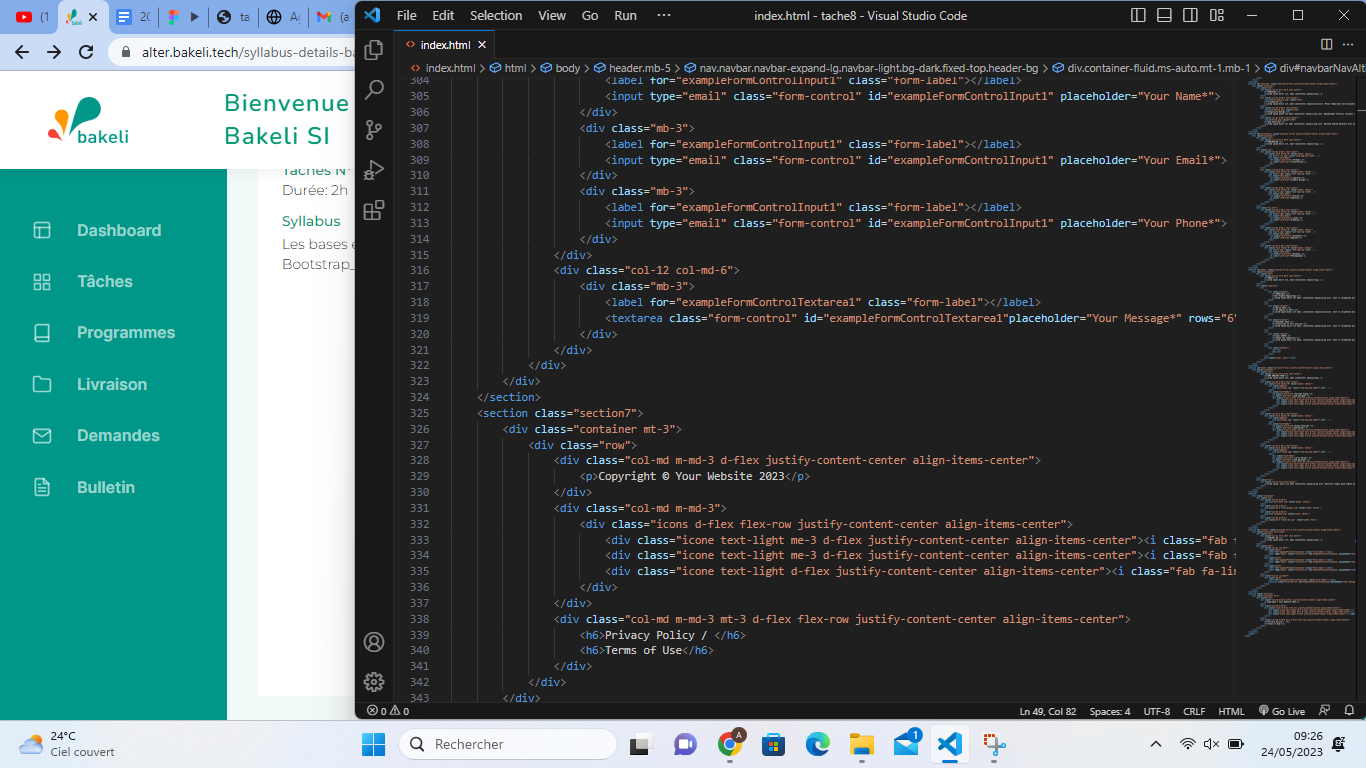 (1
20
ta
Ac
(a
alter.bakeli.tech/syllabus-details-ba
bakeli
Bienvenue
Bakeli SI
Tâches N°
Durée: 2h
Syllabus
Les bases e
Bootstrap_
Dashboard
Tâches
Programmes
Livraison
Demandes
Bulletin
File Edit Selection View Go Run ···
index.html - tache8 - Visual Studio Code
index.html
index.html > html > body > header.mb-5 > nav.navbar.navbar-expand-lg.navbar-light.bg-dark.fixed-top.header-bg > div.container-fluid.ms-auto.mt-1.mb-1 > div#navbarNavAlt
304 <label for="exampleFormControlInput1" class="form-label"></label>
305 <input type="email" class="form-control" id="exampleFormControlInput1" placeholder="Your Name*">
306 </div>
307 <div class="mb-3">
308 <label for="exampleFormControlInput1" class="form-label"></label>
309 <input type="email" class="form-control" id="exampleFormControlInput1" placeholder="Your Email*">
310 </div>
311 <div class="mb-3">
312 <label for="exampleFormControlInput1" class="form-label"></label>
313 <input type="email" class="form-control" id="exampleFormControlInput1" placeholder="Your Phone*">
314 </div>
315 </div>
316 <div class="col-12 col-md-6">
317 <div class="mb-3">
318 <label for="exampleFormControlTextarea1" class="form-label"></label>
319 <textarea class="form-control" id="exampleFormControlTextarea1"placeholder="Your Message*" rows="6"
320 </div>
321 </div>
322 </div>
323 </div>
324 </section>
325 <section class="section7">
326 <div class="container mt-3">
327 <div class="row">
328 <div class="col-md m-md-3 d-flex justify-content-center align-items-center">
329 <p>Copyright © Your Website 2023</p>
330 </div>
331 <div class="col-md m-md-3">
332 <div class="icons d-flex flex-row justify-content-center align-items-center">
333 <div class="icone text-light me-3 d-flex justify-content-center align-items-center"><i class="fab
334 <div class="icone text-light me-3 d-flex justify-content-center align-items-center"><i class="fab
335 <div class="icone text-light d-flex justify-content-center align-items-center"><i class="fab fa-lin
336 </div>
337 </div>
338 <div class="col-md m-md-3 mt-3 d-flex flex-row justify-content-center align-items-center">
339 <h6>Privacy Policy / </h6>
340 <h6>Terms of Use</h6>
341 </div>
342 </div>
343 </div>
0 0
Ln 49, Col 82 Spaces: 4 UTF-8 CRLF HTML Go Live
24°C
Ciel couvert
Rechercher
A
1
09:26
24/05/2023